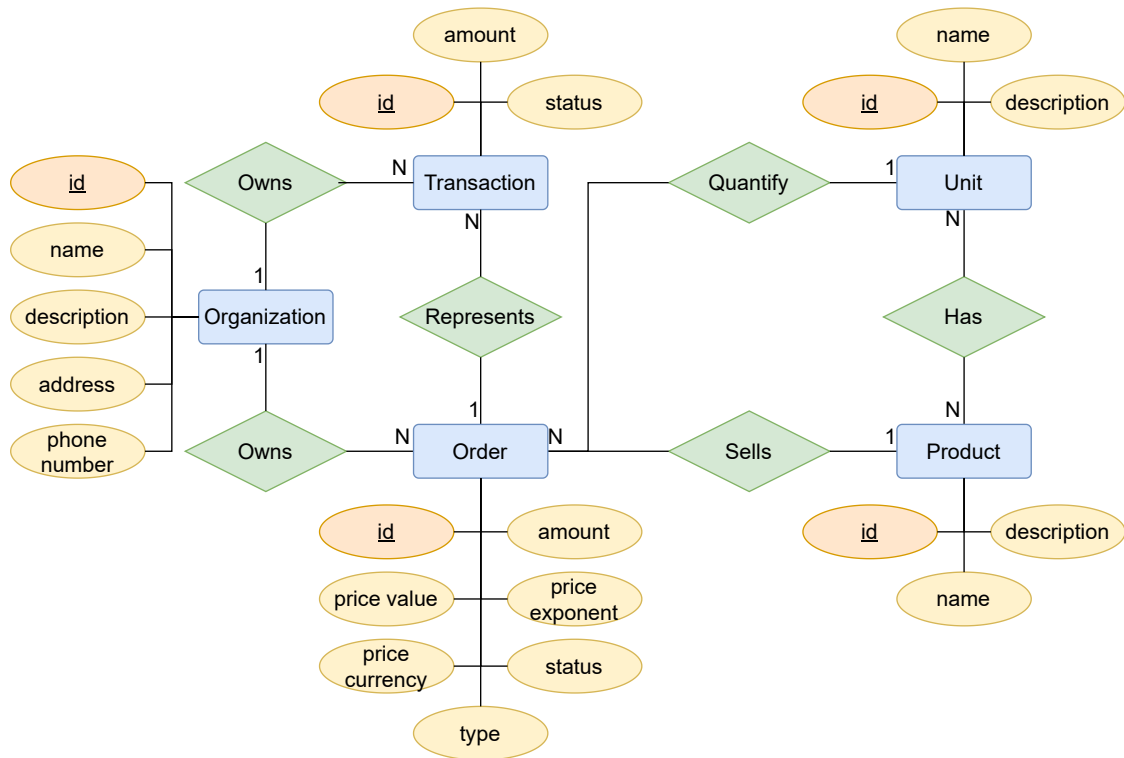 amount
name
id
status
id
description
id
Owns
N
Transaction
Quantify
1
Unit
N
N
name
1
description
Organization
Represents
Has
1
address
phone
number
Owns
N
1
Order
N
Sells
1
N
Product
id
amount
id
description
price value
price
exponent
name
price
currency
status
type